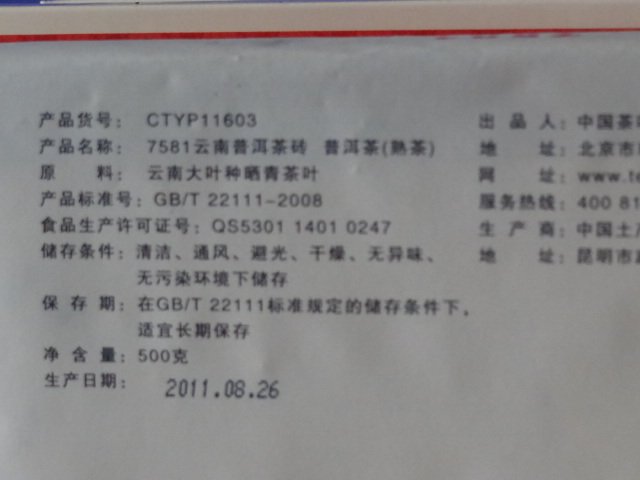 产品货号： CTYP11603
产品名称： 7581云南普洱茶砖 普洱茶(熟茶)
原 料： 云南大叶种晒青茶叶
产品标准号：GB/T 22111-2008
食品生产许可证号：QS5301 1401 0247
储存条件：清洁、通风、避光、干燥、无异味、
无污染环境下储存
保 存 期：在GB/T 22111标准规定的储存条件下，
适宜长期保存
净 含 量：500克
生产日期： 2011.08.26
出 品 人：中国茶
地 址：北京市
网 址：www.te
服务热线：400 81
生 产 商：中国土
地 址：昆明市